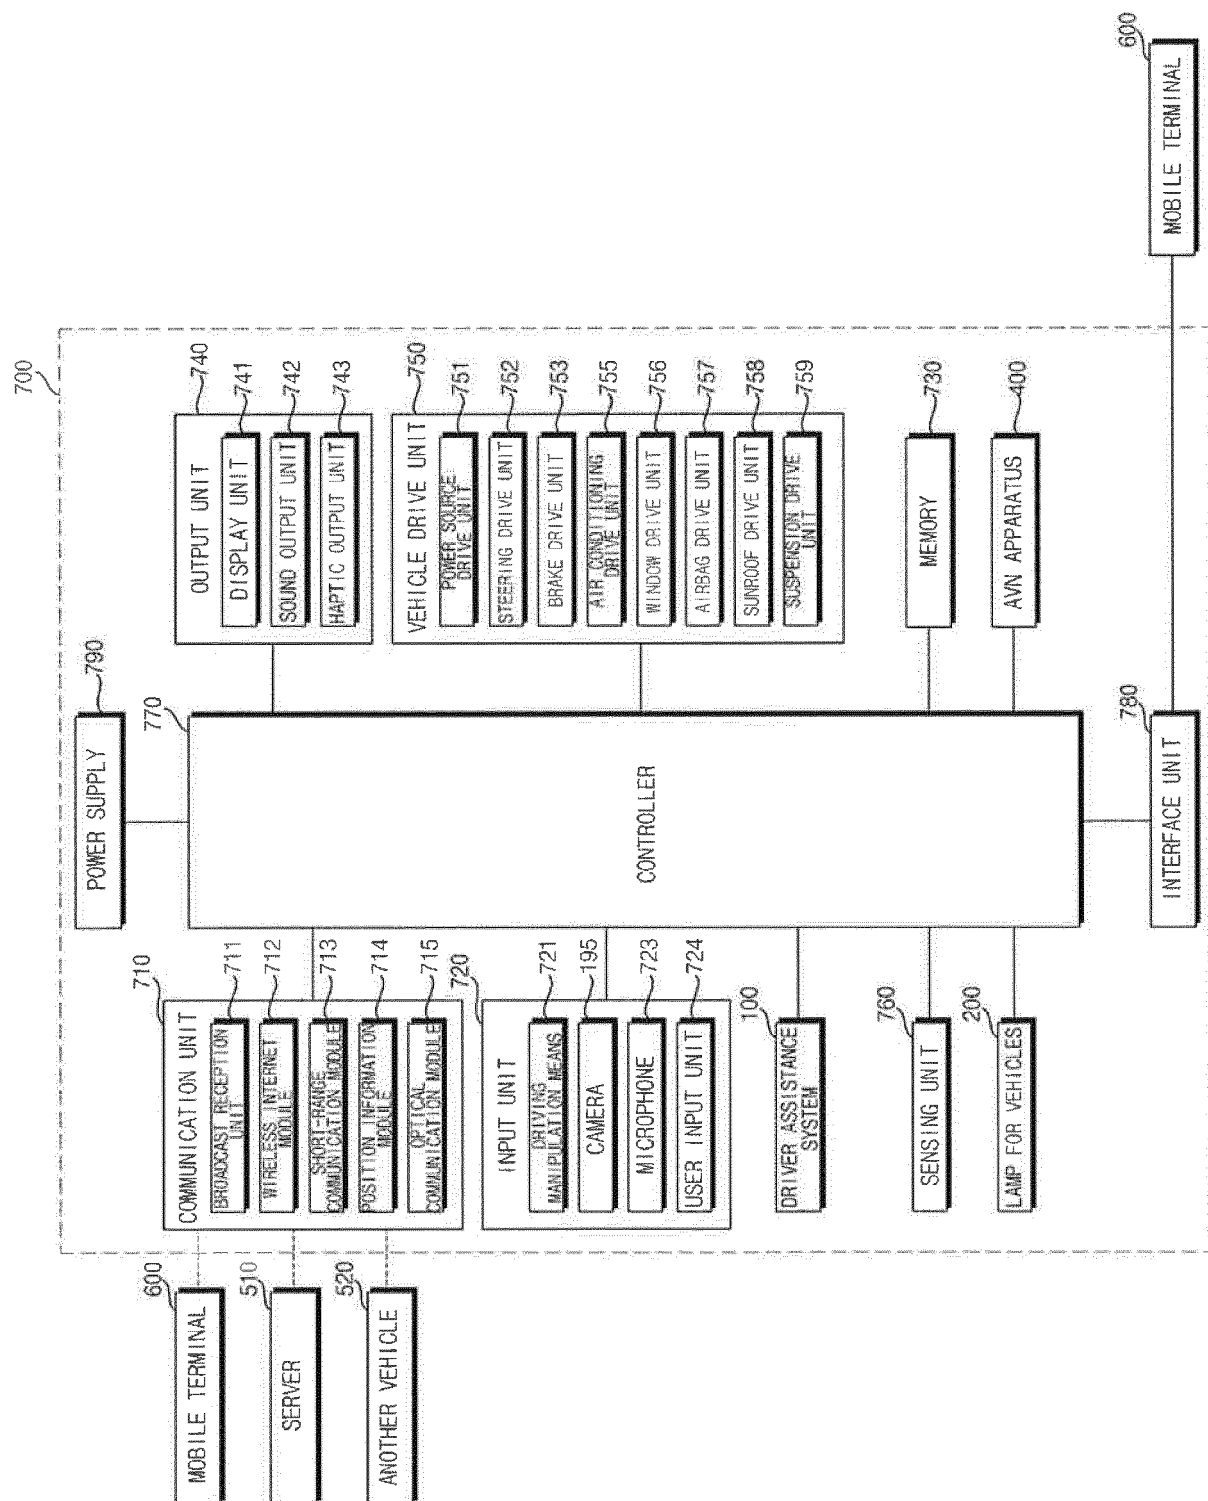 700
790
POWER SUPPLY
600
MOBILE TERMINAL
510
SERVER
520
ANOTHER VEHICLE
710
COMMUNICATION UNIT
BROADCAST RECEPTION
UNIT
711
WIRELESS INTERNET
MODULE
712
SHORT-RANGE
COMMUNICATION MODULE
713
POSITION INFORMATION
MODULE
714
OPTICAL
COMMUNICATION MODULE
715
720
INPUT UNIT
DRIVING
MANIPULATION MEANS
721
CAMERA
195
MICROPHONE
723
USER INPUT UNIT
724
100
DRIVER ASSISTANCE
SYSTEM
760
SENSING UNIT
200
LAMP FOR VEHICLES
770
CONTROLLER
740
OUTPUT UNIT
DISPLAY UNIT
741
SOUND OUTPUT UNIT
742
HAPTIC OUTPUT UNIT
743
750
VEHICLE DRIVE UNIT
POWER SOURCE
DRIVE UNIT
751
STEERING DRIVE UNIT
752
BRAKE DRIVE UNIT
753
AIR CONDITIONING
DRIVE UNIT
755
WINDOW DRIVE UNIT
756
AIRBAG DRIVE UNIT
757
SUNROOF DRIVE UNIT
758
SUSPENSION DRIVE
UNIT
759
MEMORY
730
AVN APPARATUS
400
780
INTERFACE UNIT
600
MOBILE TERMINAL